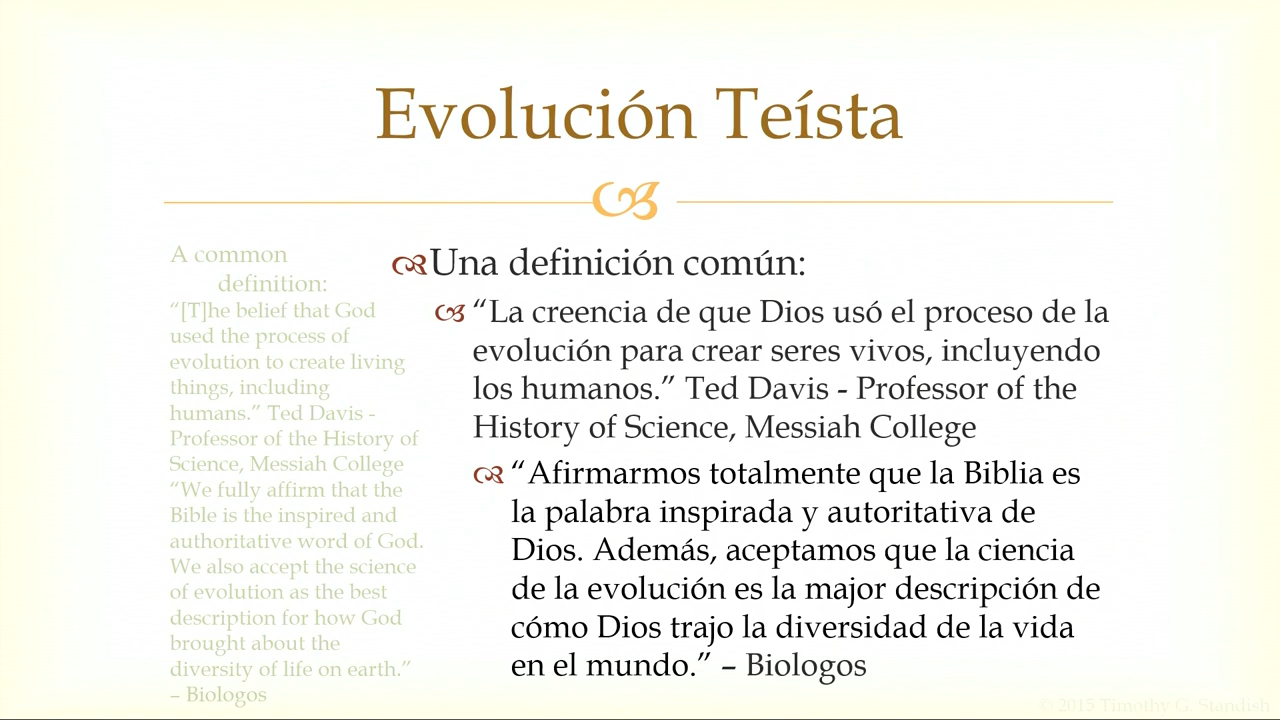 Evolución Teísta
A common
definition:
“[T]he belief that God
used the process of
evolution to create living
things, including
humans.” Ted Davis -
Professor of the History of
Science, Messiah College
“We fully affirm that the
Bible is the inspired and
authoritative word of God.
We also accept the science
of evolution as the best
description for how God
brought about the
diversity of life on earth.”
– Biologos
Una definición común:
“La creencia de que Dios usó el proceso de la
evolución para crear seres vivos, incluyendo
los humanos.” Ted Davis - Professor of the
History of Science, Messiah College
“Afirmarmos totalmente que la Biblia es
la palabra inspirada y autoritativa de
Dios. Además, aceptamos que la ciencia
de la evolución es la major descripción de
cómo Dios trajo la diversidad de la vida
en el mundo.” – Biologos
© 2015 Timothy G. Standish